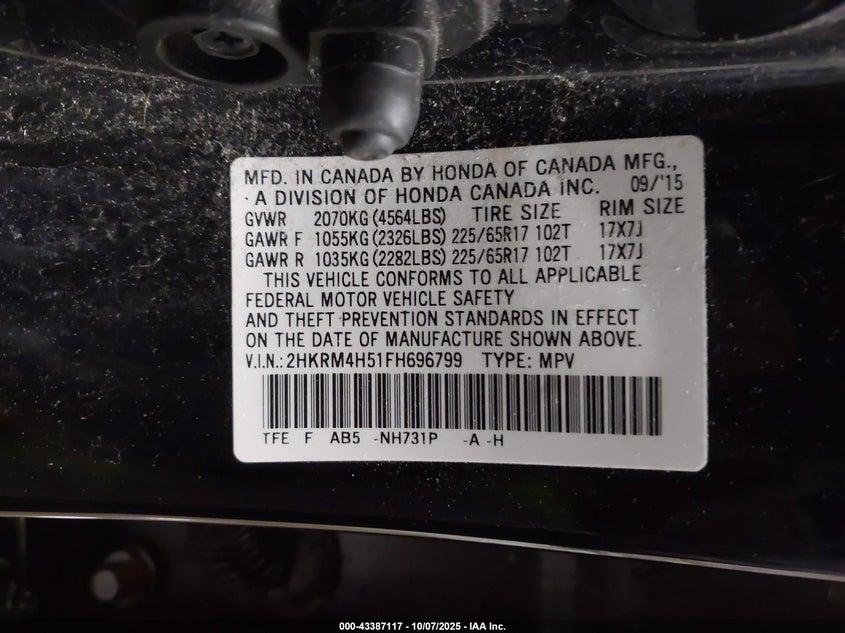 MFD. IN CANADA BY HONDA OF CANADA MFG.,
A DIVISION OF HONDA CANADA INC. 09/'15
GVWR 2070KG (4564LBS) TIRE SIZE RIM SIZE
GAWR F 1055KG (2326LBS) 225/65R17 102T 17X7J
GAWR R 1035KG (2282LBS) 225/65R17 102T 17X7J
THIS VEHICLE CONFORMS TO ALL APPLICABLE
FEDERAL MOTOR VEHICLE SAFETY
AND THEFT PREVENTION STANDARDS IN EFFECT
ON THE DATE OF MANUFACTURE SHOWN ABOVE.
V.I.N.: 2HKRM4H51FH696799 TYPE: MPV
TFE F AB5 -NH731P -A -H
000-43387117 - 10/07/2025 - IAA Inc.